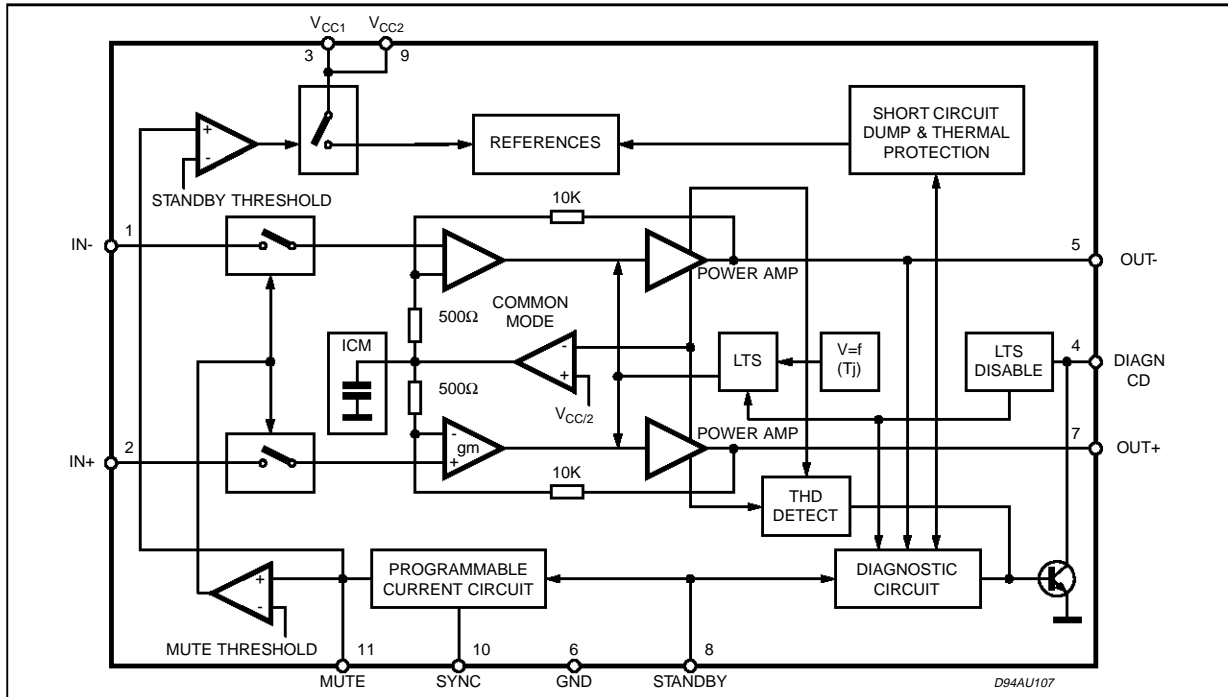 VCC1
VCC2
3
9
SHORT CIRCUIT
DUMP & THERMAL
PROTECTION
REFERENCES
+
-
STANDBY THRESHOLD
10K
IN-
1
5
OUT-
POWER AMP
500Ω
COMMON
MODE
ICM
-
+
VCC/2
LTS
V=f
(Tj)
LTS
DISABLE
4
DIAGN
CD
500Ω
IN+
2
-
gm
+
POWER AMP
7
OUT+
10K
THD
DETECT
+
-
MUTE THRESHOLD
PROGRAMMABLE
CURRENT CIRCUIT
DIAGNOSTIC
CIRCUIT
11
10
6
8
MUTE
SYNC
GND
STANDBY
D94AU107